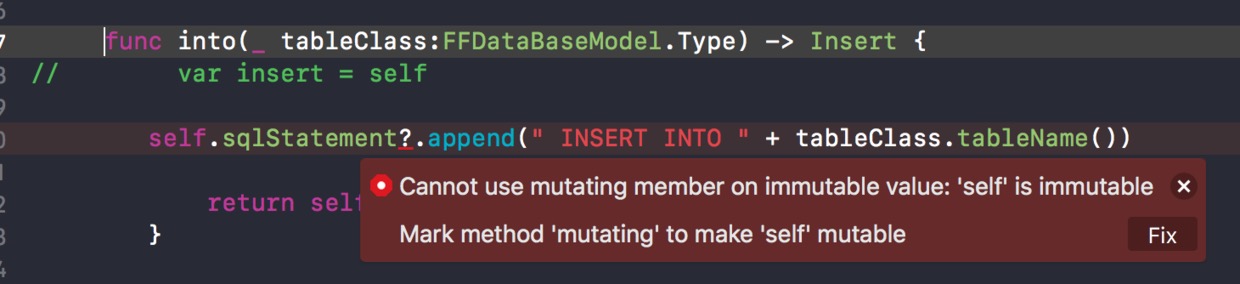 6
7 func into(_ tableClass:FFDataBaseModel.Type) -> Insert {
8 // var insert = self
9
0 self.sqlStatement?.append(" INSERT INTO " + tableClass.tableName())
1 Cannot use mutating member on immutable value: 'self' is immutable
2 return self
Mark method 'mutating' to make 'self' mutable Fix
3 }
4